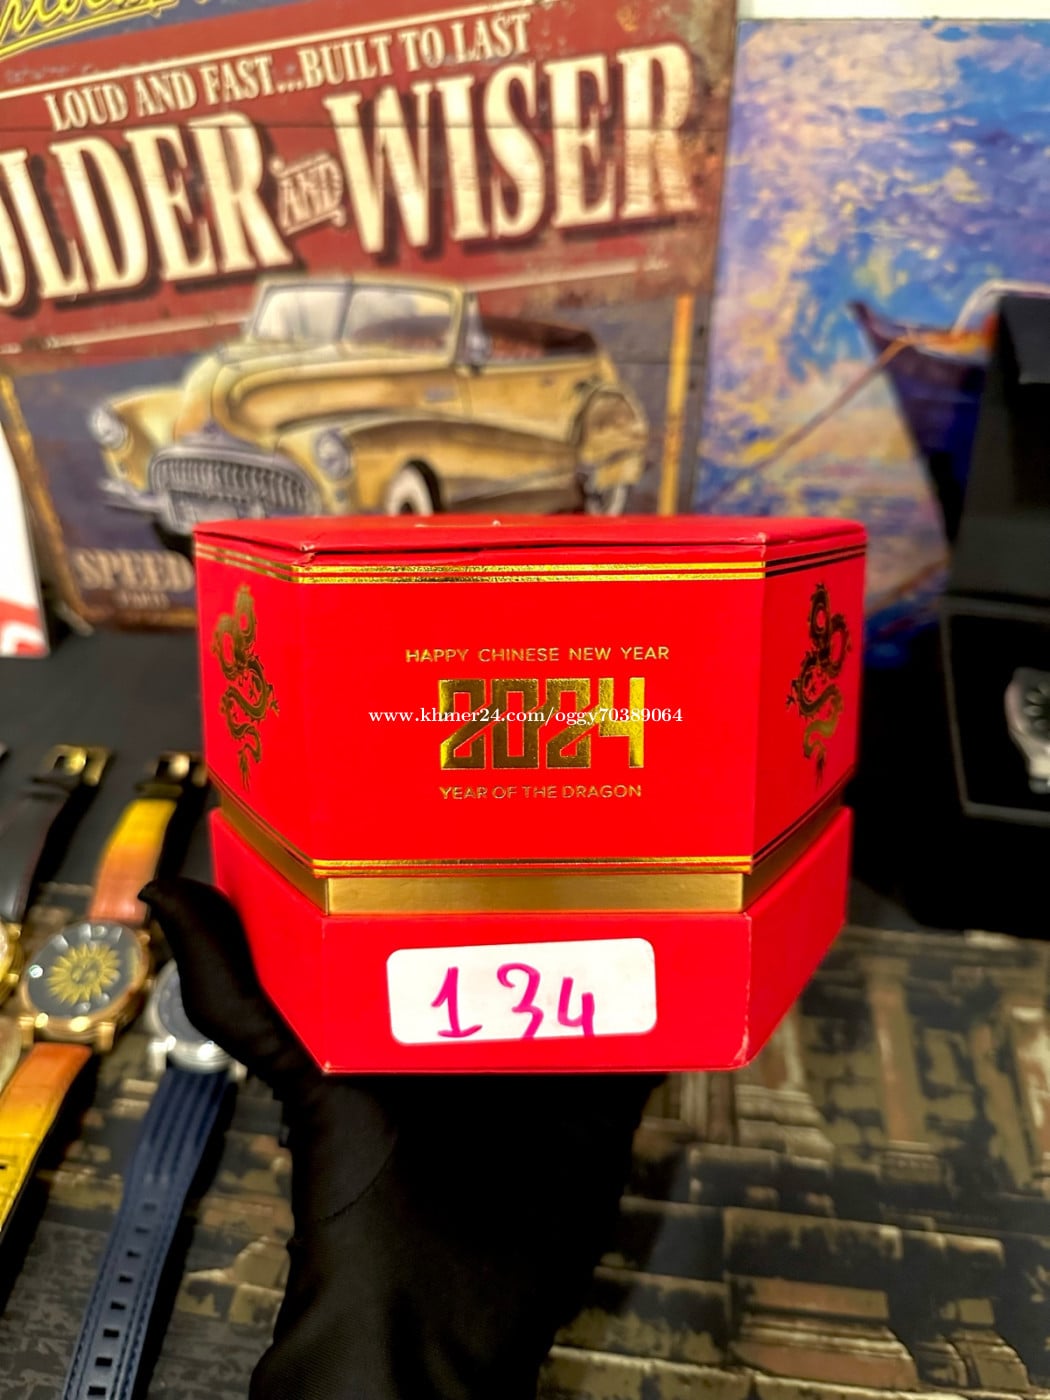 LOUD AND FAST...BUILT TO LAST
OLDER AND WISER
SPEED
HAPPY CHINESE NEW YEAR
2024
www.khmer24.com/oggy70389064
YEAR OF THE DRAGON
134